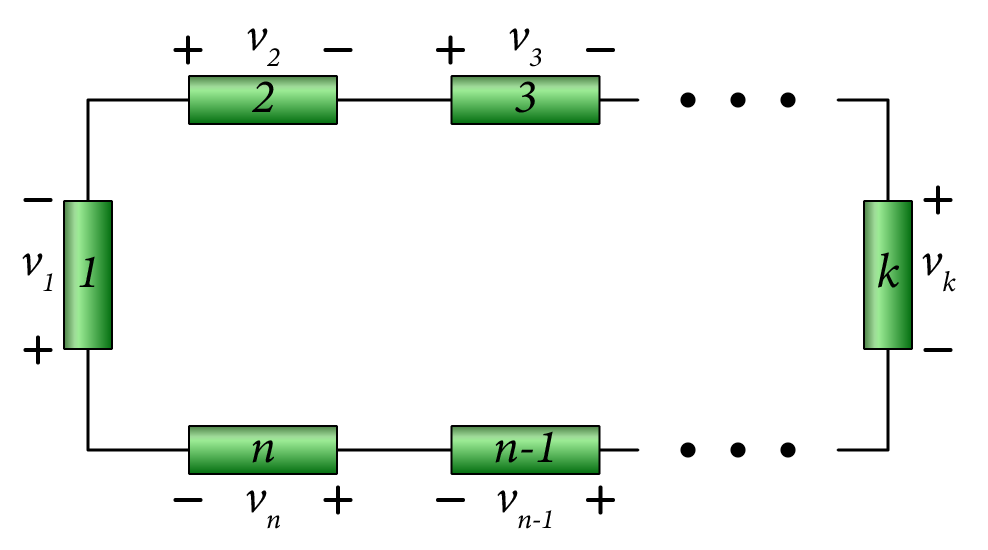 + v₂ − + v₃ −
2 3
− +
v₁ 1 k vₖ
+ −
n n-1
− vₙ + − vₙ₋₁ +